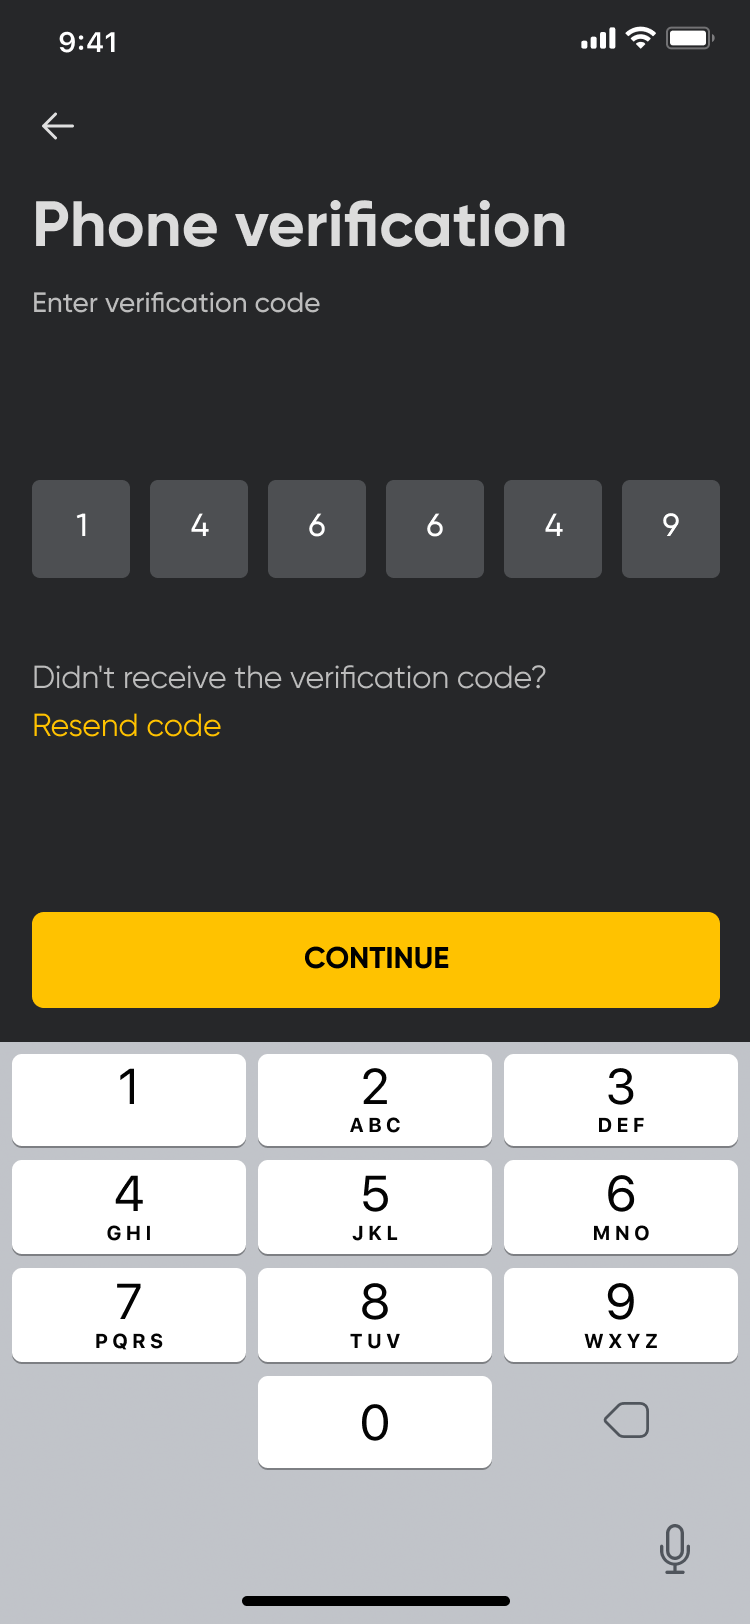 9:41
Phone verification
Enter verification code
1 4 6 6 4 9
Didn't receive the verification code?
Resend code
CONTINUE
1 2 3
ABC DEF
4 5 6
GHI JKL MNO
7 8 9
PQRS TUV WXYZ
0